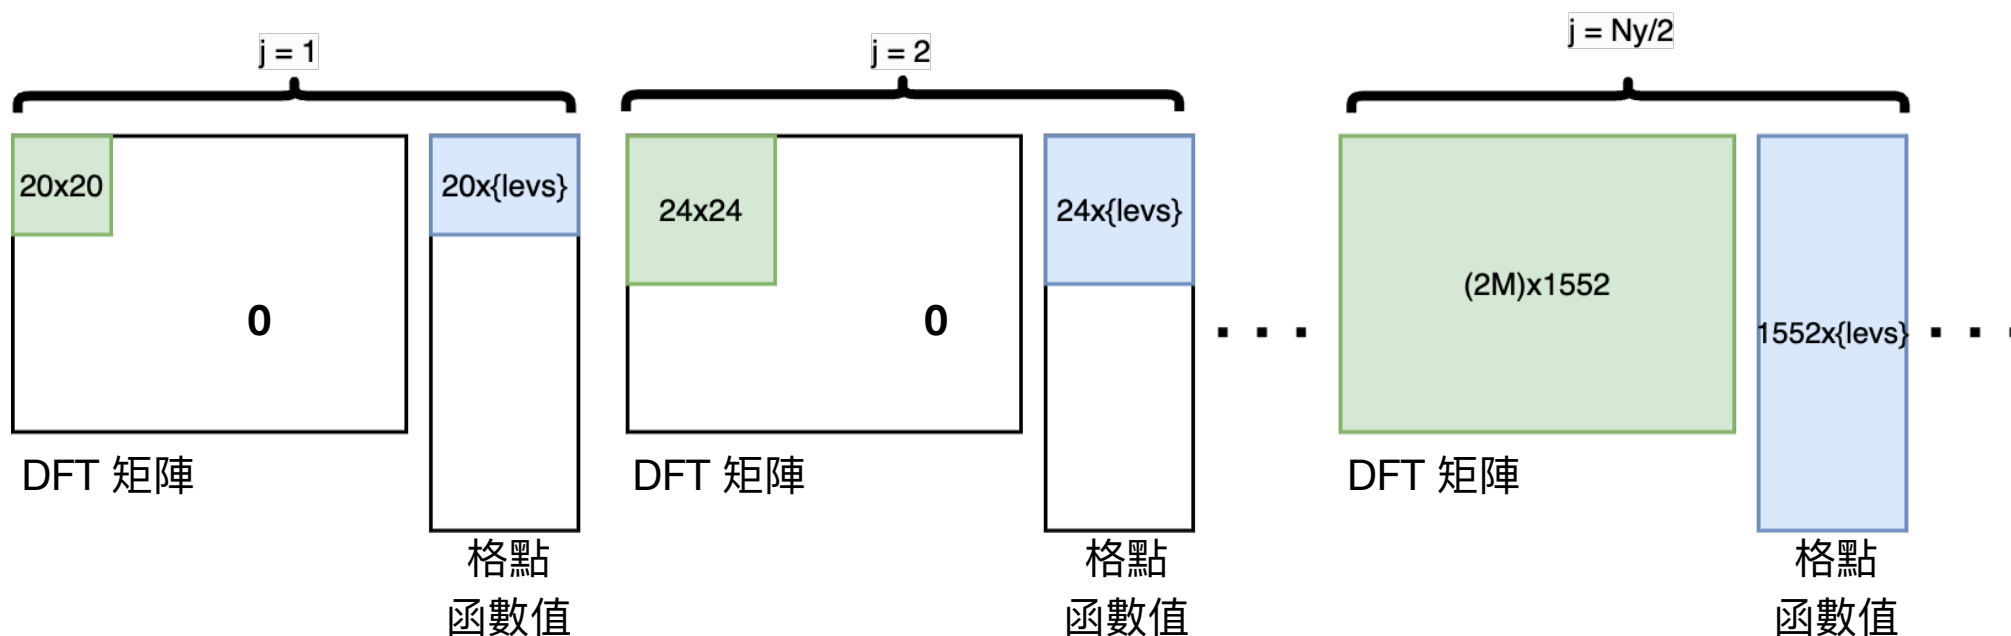 j = 1
20x20
0
20x{levs}
DFT 矩陣
格點
函數值
j = 2
24x24
0
24x{levs}
DFT 矩陣
格點
函數值
. . .
j = Ny/2
(2M)x1552
1552x{levs}
DFT 矩陣
格點
函數值
. . .